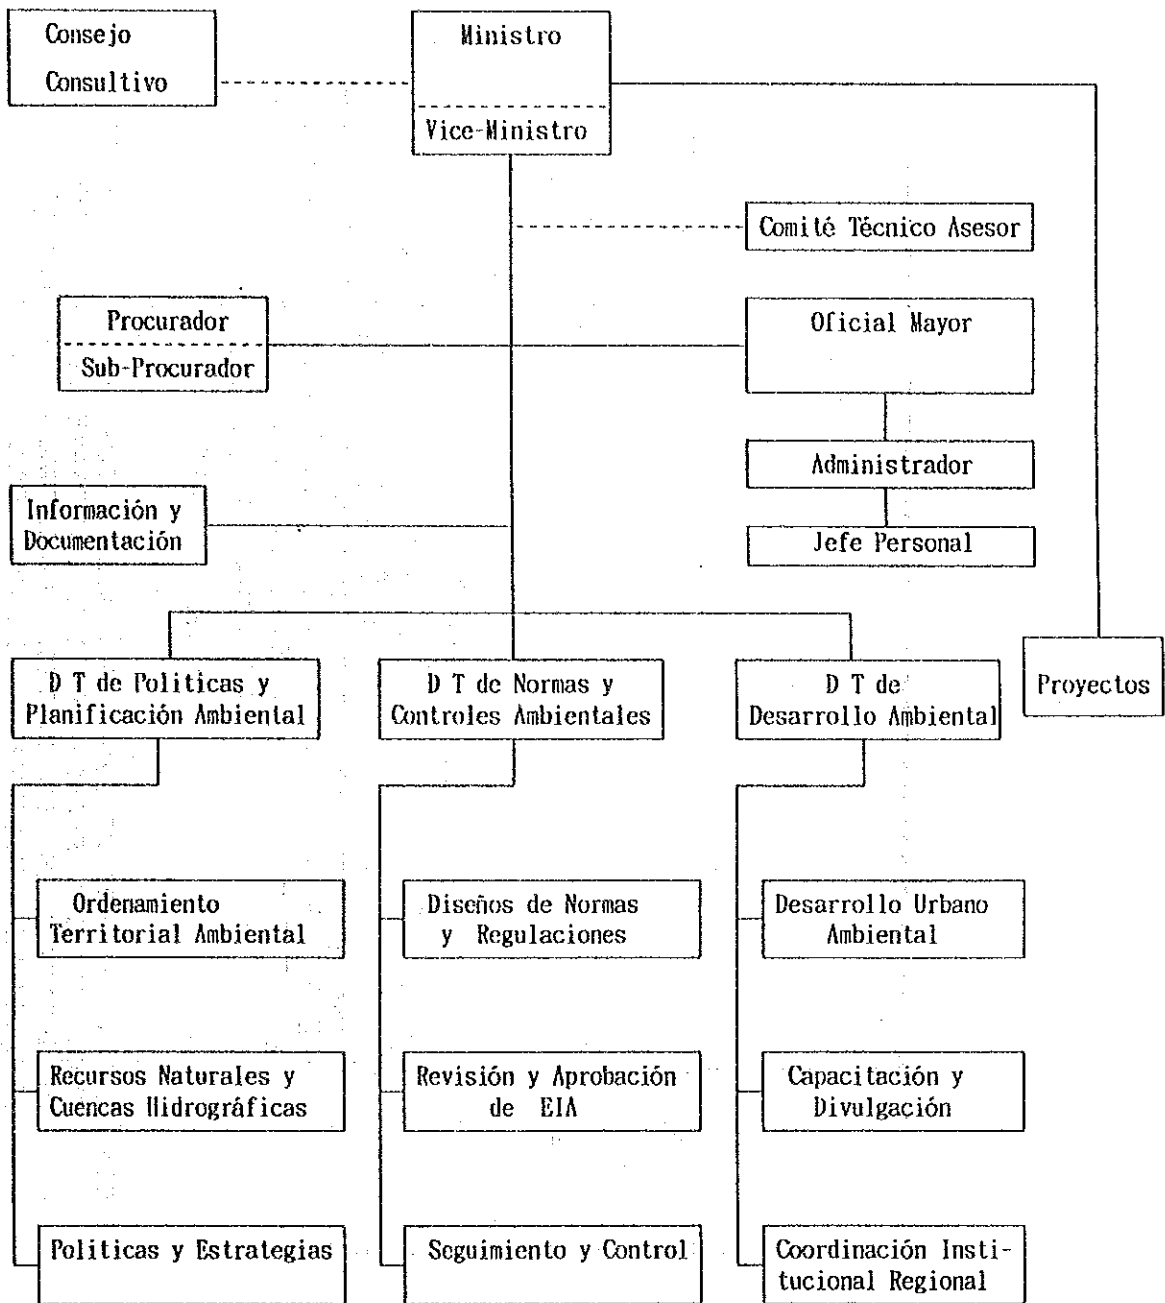 Consejo
Consultivo
Ministro
Vice-Ministro
Comité Técnico Asesor
Procurador
Sub-Procurador
Oficial Mayor
Administrador
Jefe Personal
Información y
Documentación
D T de Politicas y
Planificación Ambiental
D T de Normas y
Controles Ambientales
D T de
Desarrollo Ambiental
Proyectos
Ordenamiento
Territorial Ambiental
Diseños de Normas
y Regulaciones
Desarrollo Urbano
Ambiental
Recursos Naturales y
Cuencas Hidrográficas
Revisión y Aprobación
de EIA
Capacitación y
Divulgación
Politicas y Estrategias
Seguimiento y Control
Coordinación Insti-
tucional Regional